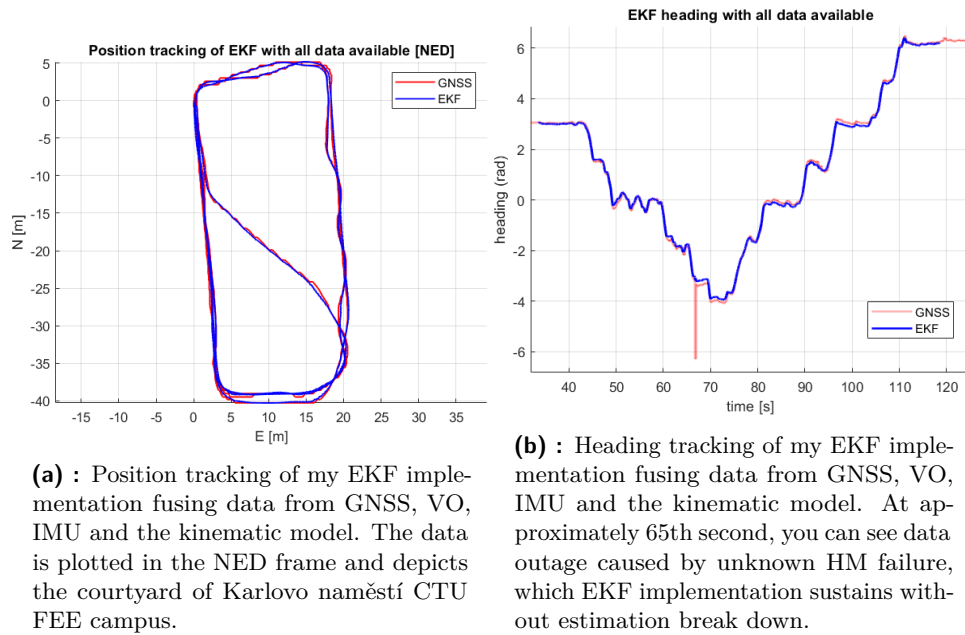 Position tracking of EKF with all data available [NED]
5
0
-5
-10
-15
-20
-25
-30
-35
-40
N [m]
-15 -10 -5 0 5 10 15 20 25 30 35
E [m]
GNSS
EKF
(a) : Position tracking of my EKF imple-
mentation fusing data from GNSS, VO,
IMU and the kinematic model. The data
is plotted in the NED frame and depicts
the courtyard of Karlovo naměstí CTU
FEE campus.
EKF heading with all data available
6
4
2
0
-2
-4
-6
heading (rad)
40 50 60 70 80 90 100 110 120
time [s]
GNSS
EKF
(b) : Heading tracking of my EKF imple-
mentation fusing data from GNSS, VO,
IMU and the kinematic model. At ap-
proximately 65th second, you can see data
outage caused by unknown HM failure,
which EKF implementation sustains with-
out estimation break down.